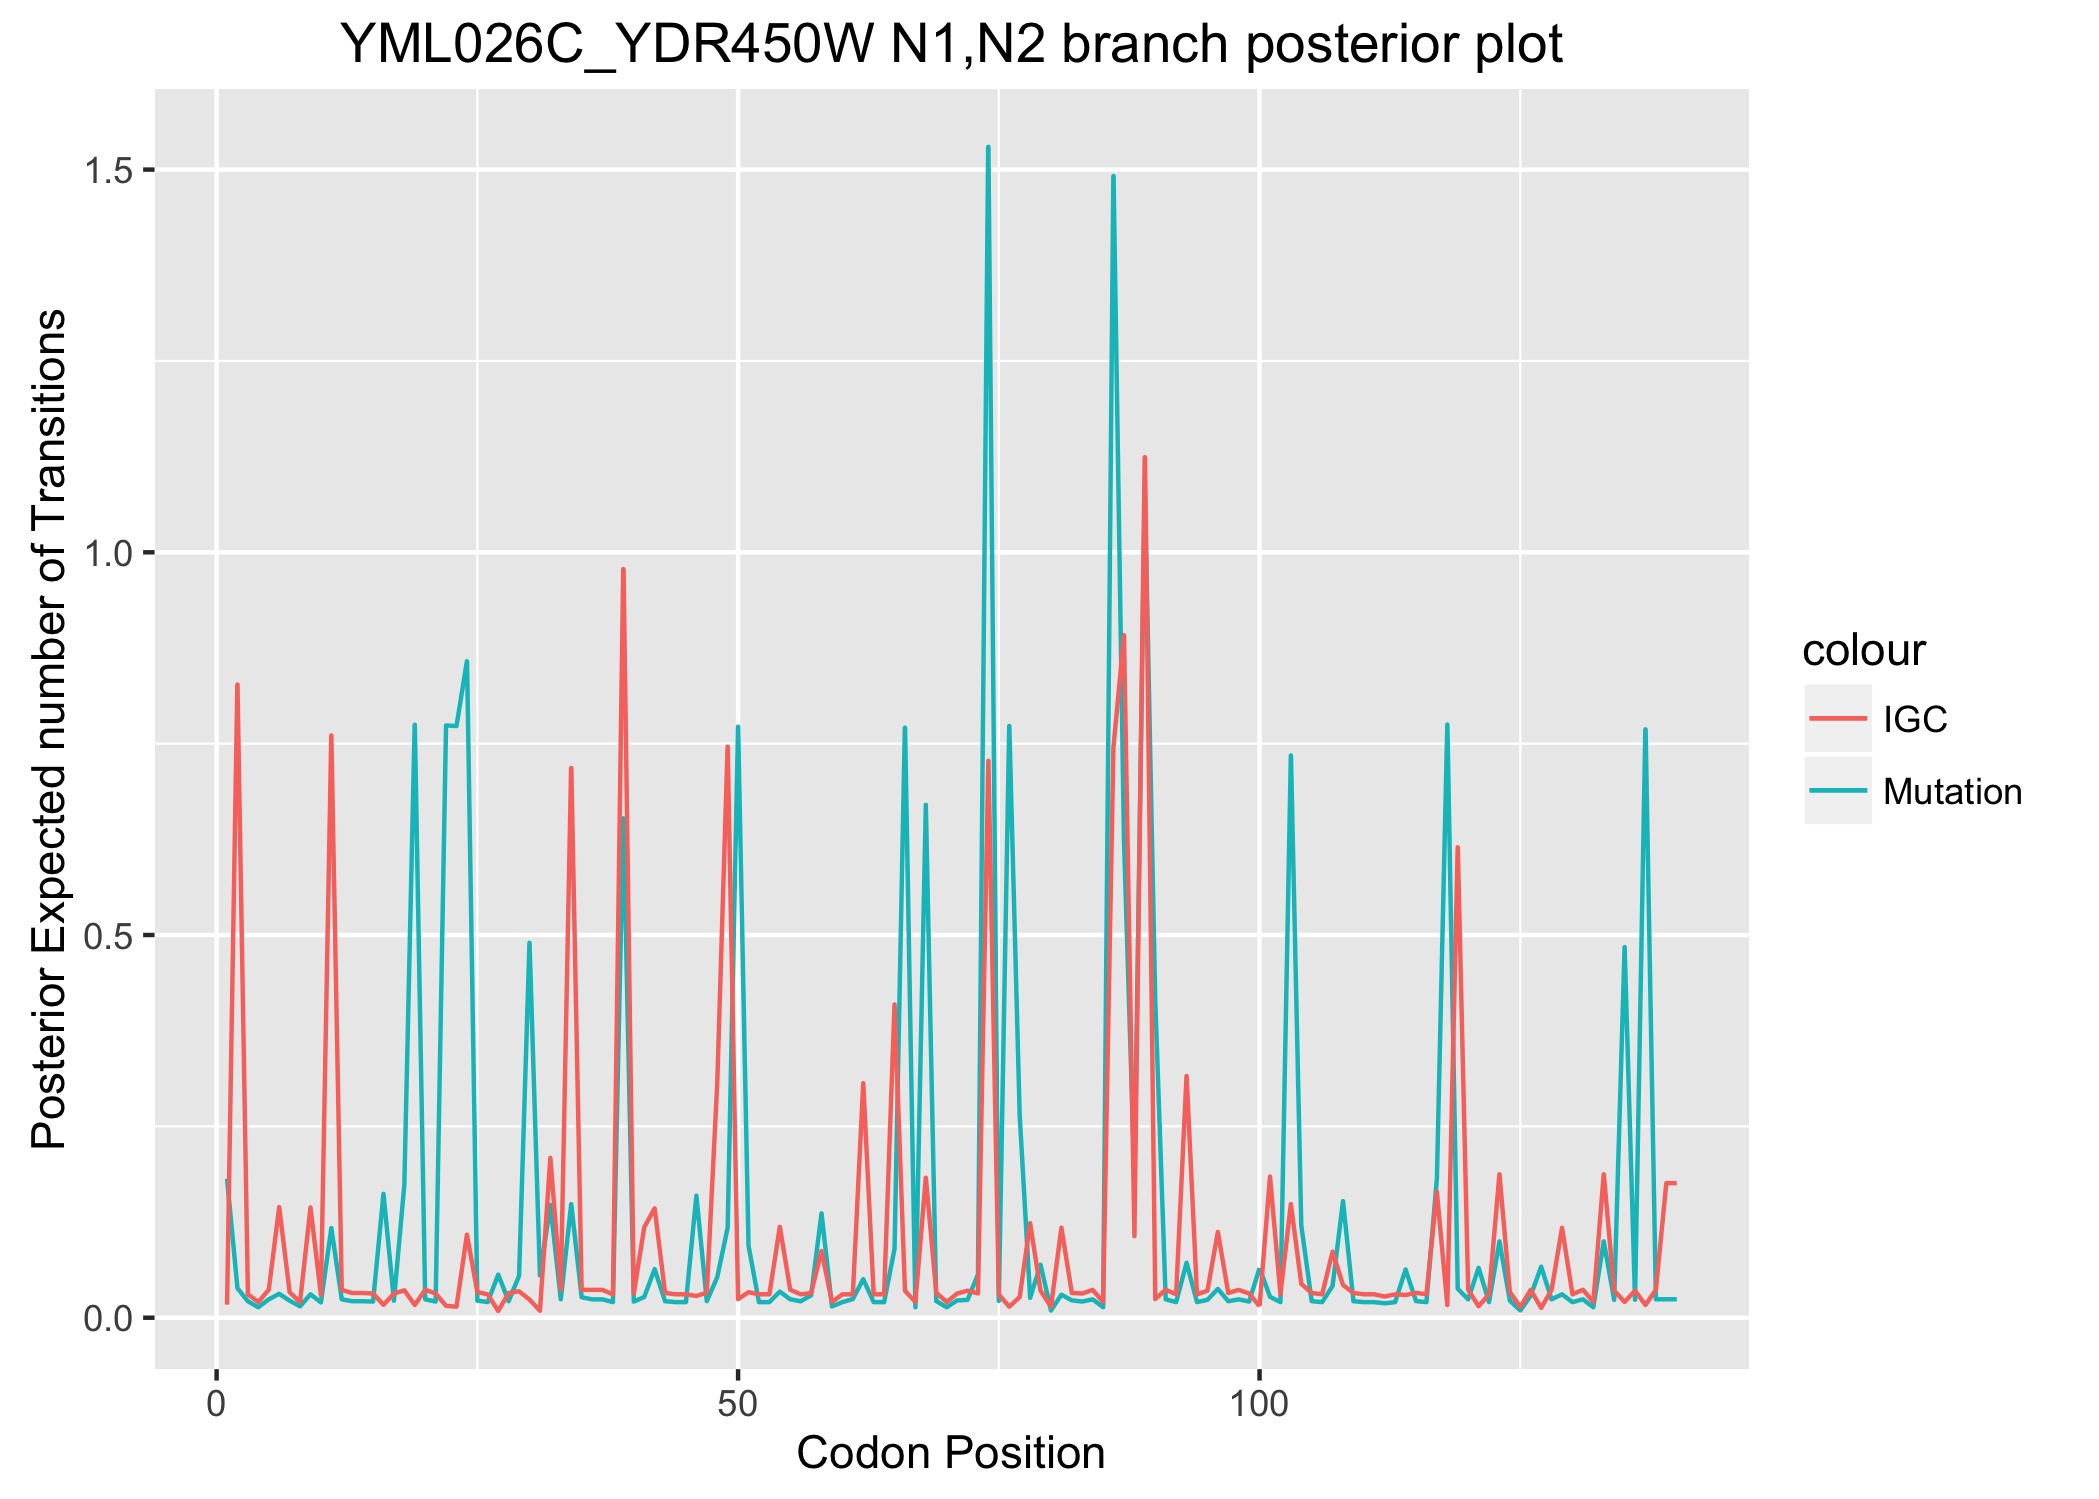 YML026C_YDR450W N1,N2 branch posterior plot
Posterior Expected number of Transitions
1.5
1.0
0.5
0.0
0
50
100
Codon Position
colour
IGC
Mutation